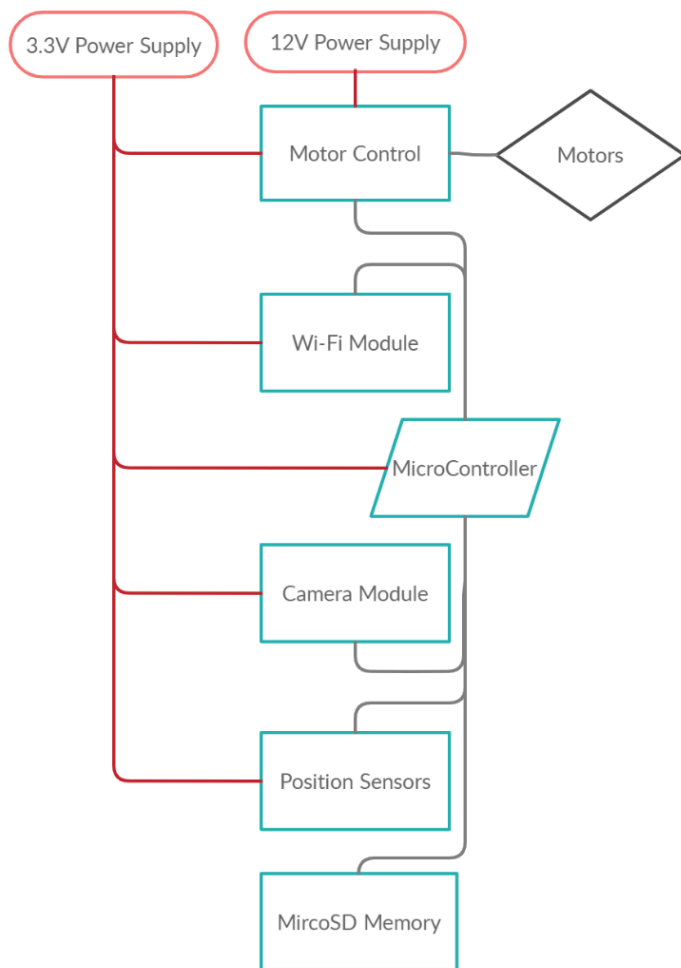 3.3V Power Supply
12V Power Supply
Motor Control
Motors
Wi-Fi Module
MicroController
Camera Module
Position Sensors
MircoSD Memory